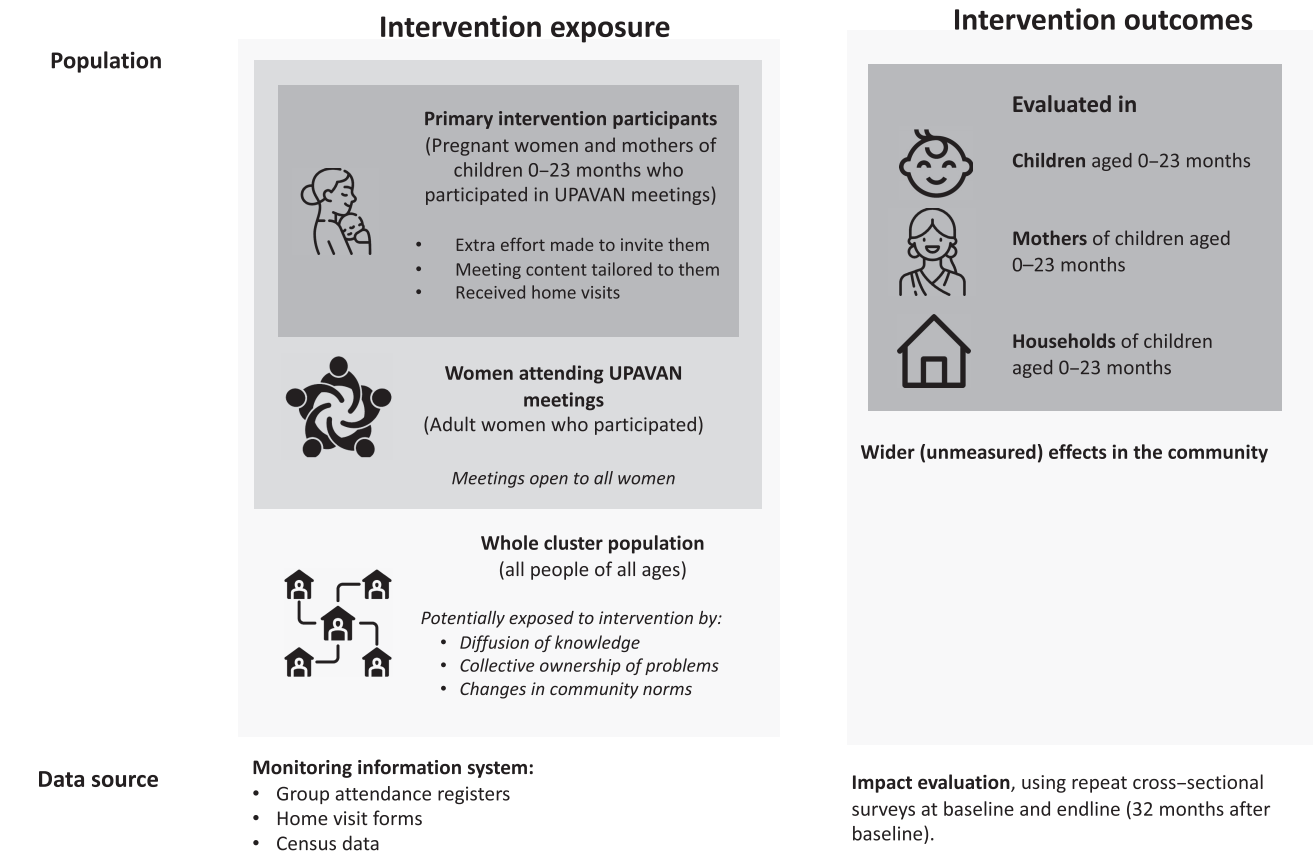 Intervention exposure
Intervention outcomes
Population
Primary intervention participants
(Pregnant women and mothers of
children 0–23 months who
participated in UPAVAN meetings)
• Extra effort made to invite them
• Meeting content tailored to them
• Received home visits
Women attending UPAVAN
meetings
(Adult women who participated)
Meetings open to all women
Whole cluster population
(all people of all ages)
Potentially exposed to intervention by:
• Diffusion of knowledge
• Collective ownership of problems
• Changes in community norms
Evaluated in
Children aged 0–23 months
Mothers of children aged
0–23 months
Households of children
aged 0–23 months
Wider (unmeasured) effects in the community
Data source
Monitoring information system:
• Group attendance registers
• Home visit forms
• Census data
Impact evaluation, using repeat cross–sectional
surveys at baseline and endline (32 months after
baseline).